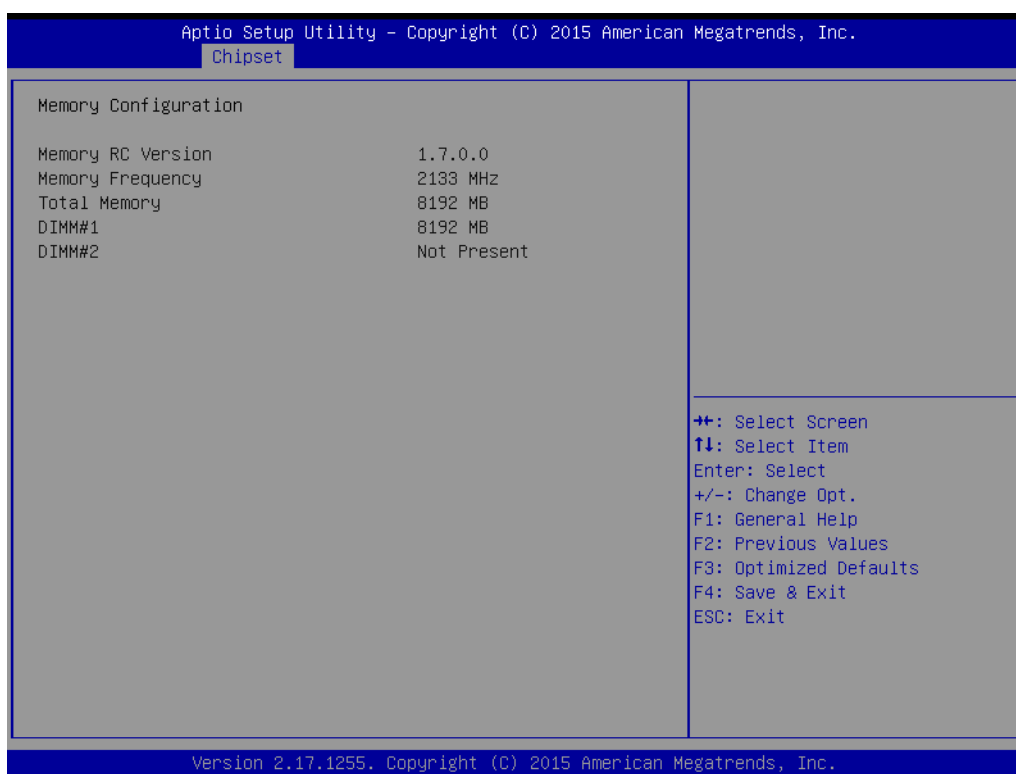 Aptio Setup Utility – Copyright (C) 2015 American Megatrends, Inc.
Chipset
Memory Configuration
Memory RC Version 1.7.0.0
Memory Frequency 2133 MHz
Total Memory 8192 MB
DIMM#1 8192 MB
DIMM#2 Not Present
→←: Select Screen
↑↓: Select Item
Enter: Select
+/-: Change Opt.
F1: General Help
F2: Previous Values
F3: Optimized Defaults
F4: Save & Exit
ESC: Exit
Version 2.17.1255. Copyright (C) 2015 American Megatrends, Inc.